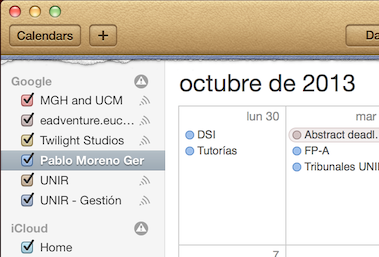 Calendars
+
Da
Google
MGH and UCM
eadventure.euc...
Twilight Studios
Pablo Moreno Ger
UNIR
UNIR - Gestión
iCloud
Home
octubre de 2013
lun 30
mar
DSI
Tutorías
Abstract deadl.
FP-A
Tribunales UNI
7